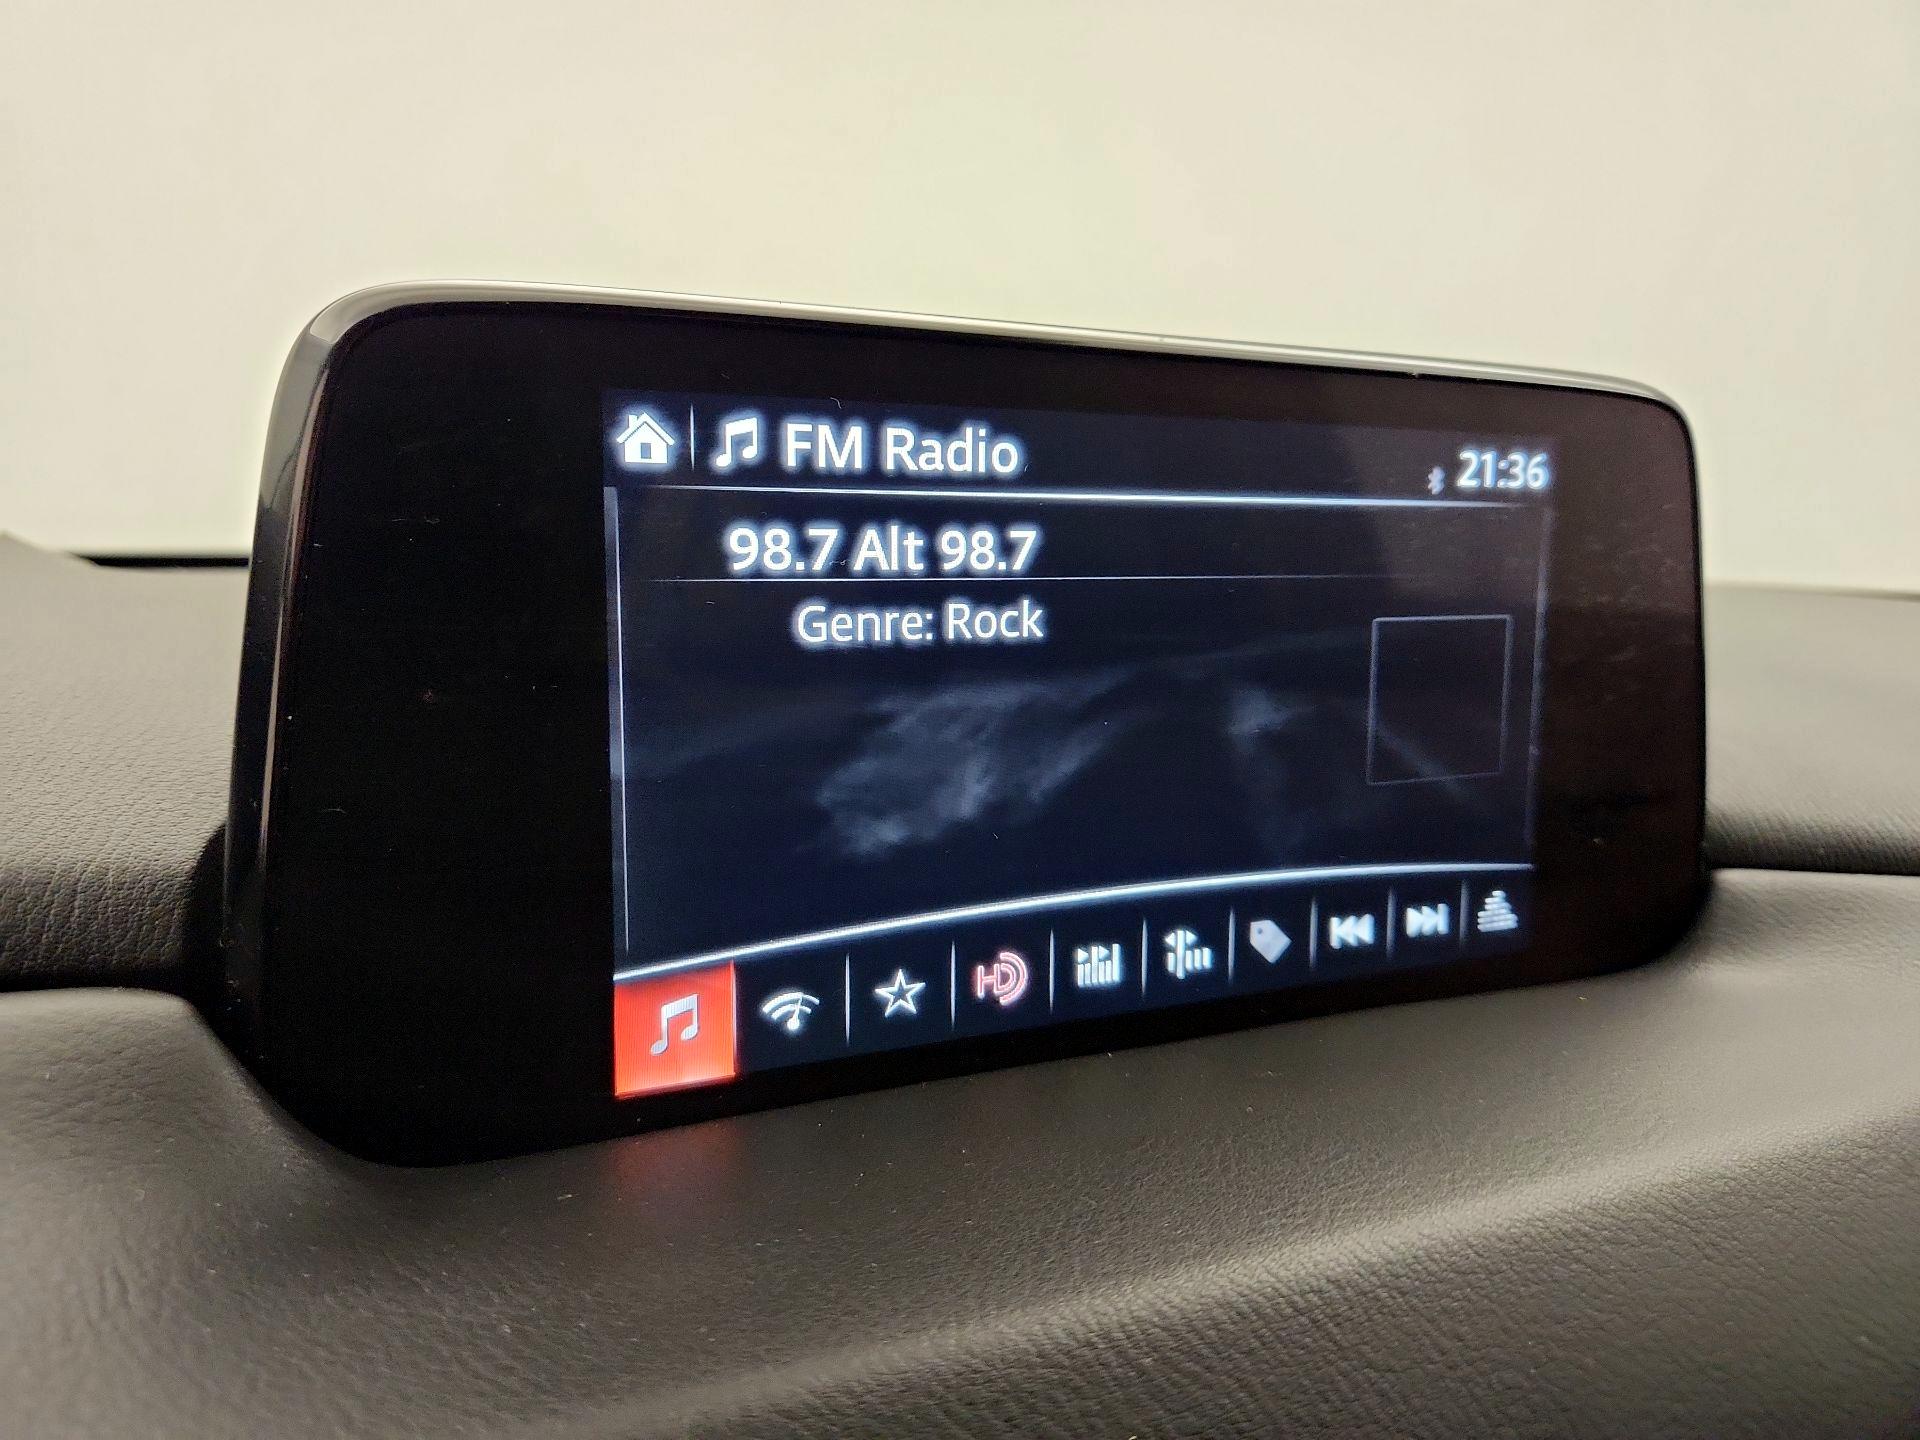 FM Radio
21:36
98.7 Alt 98.7
Genre: Rock
HD